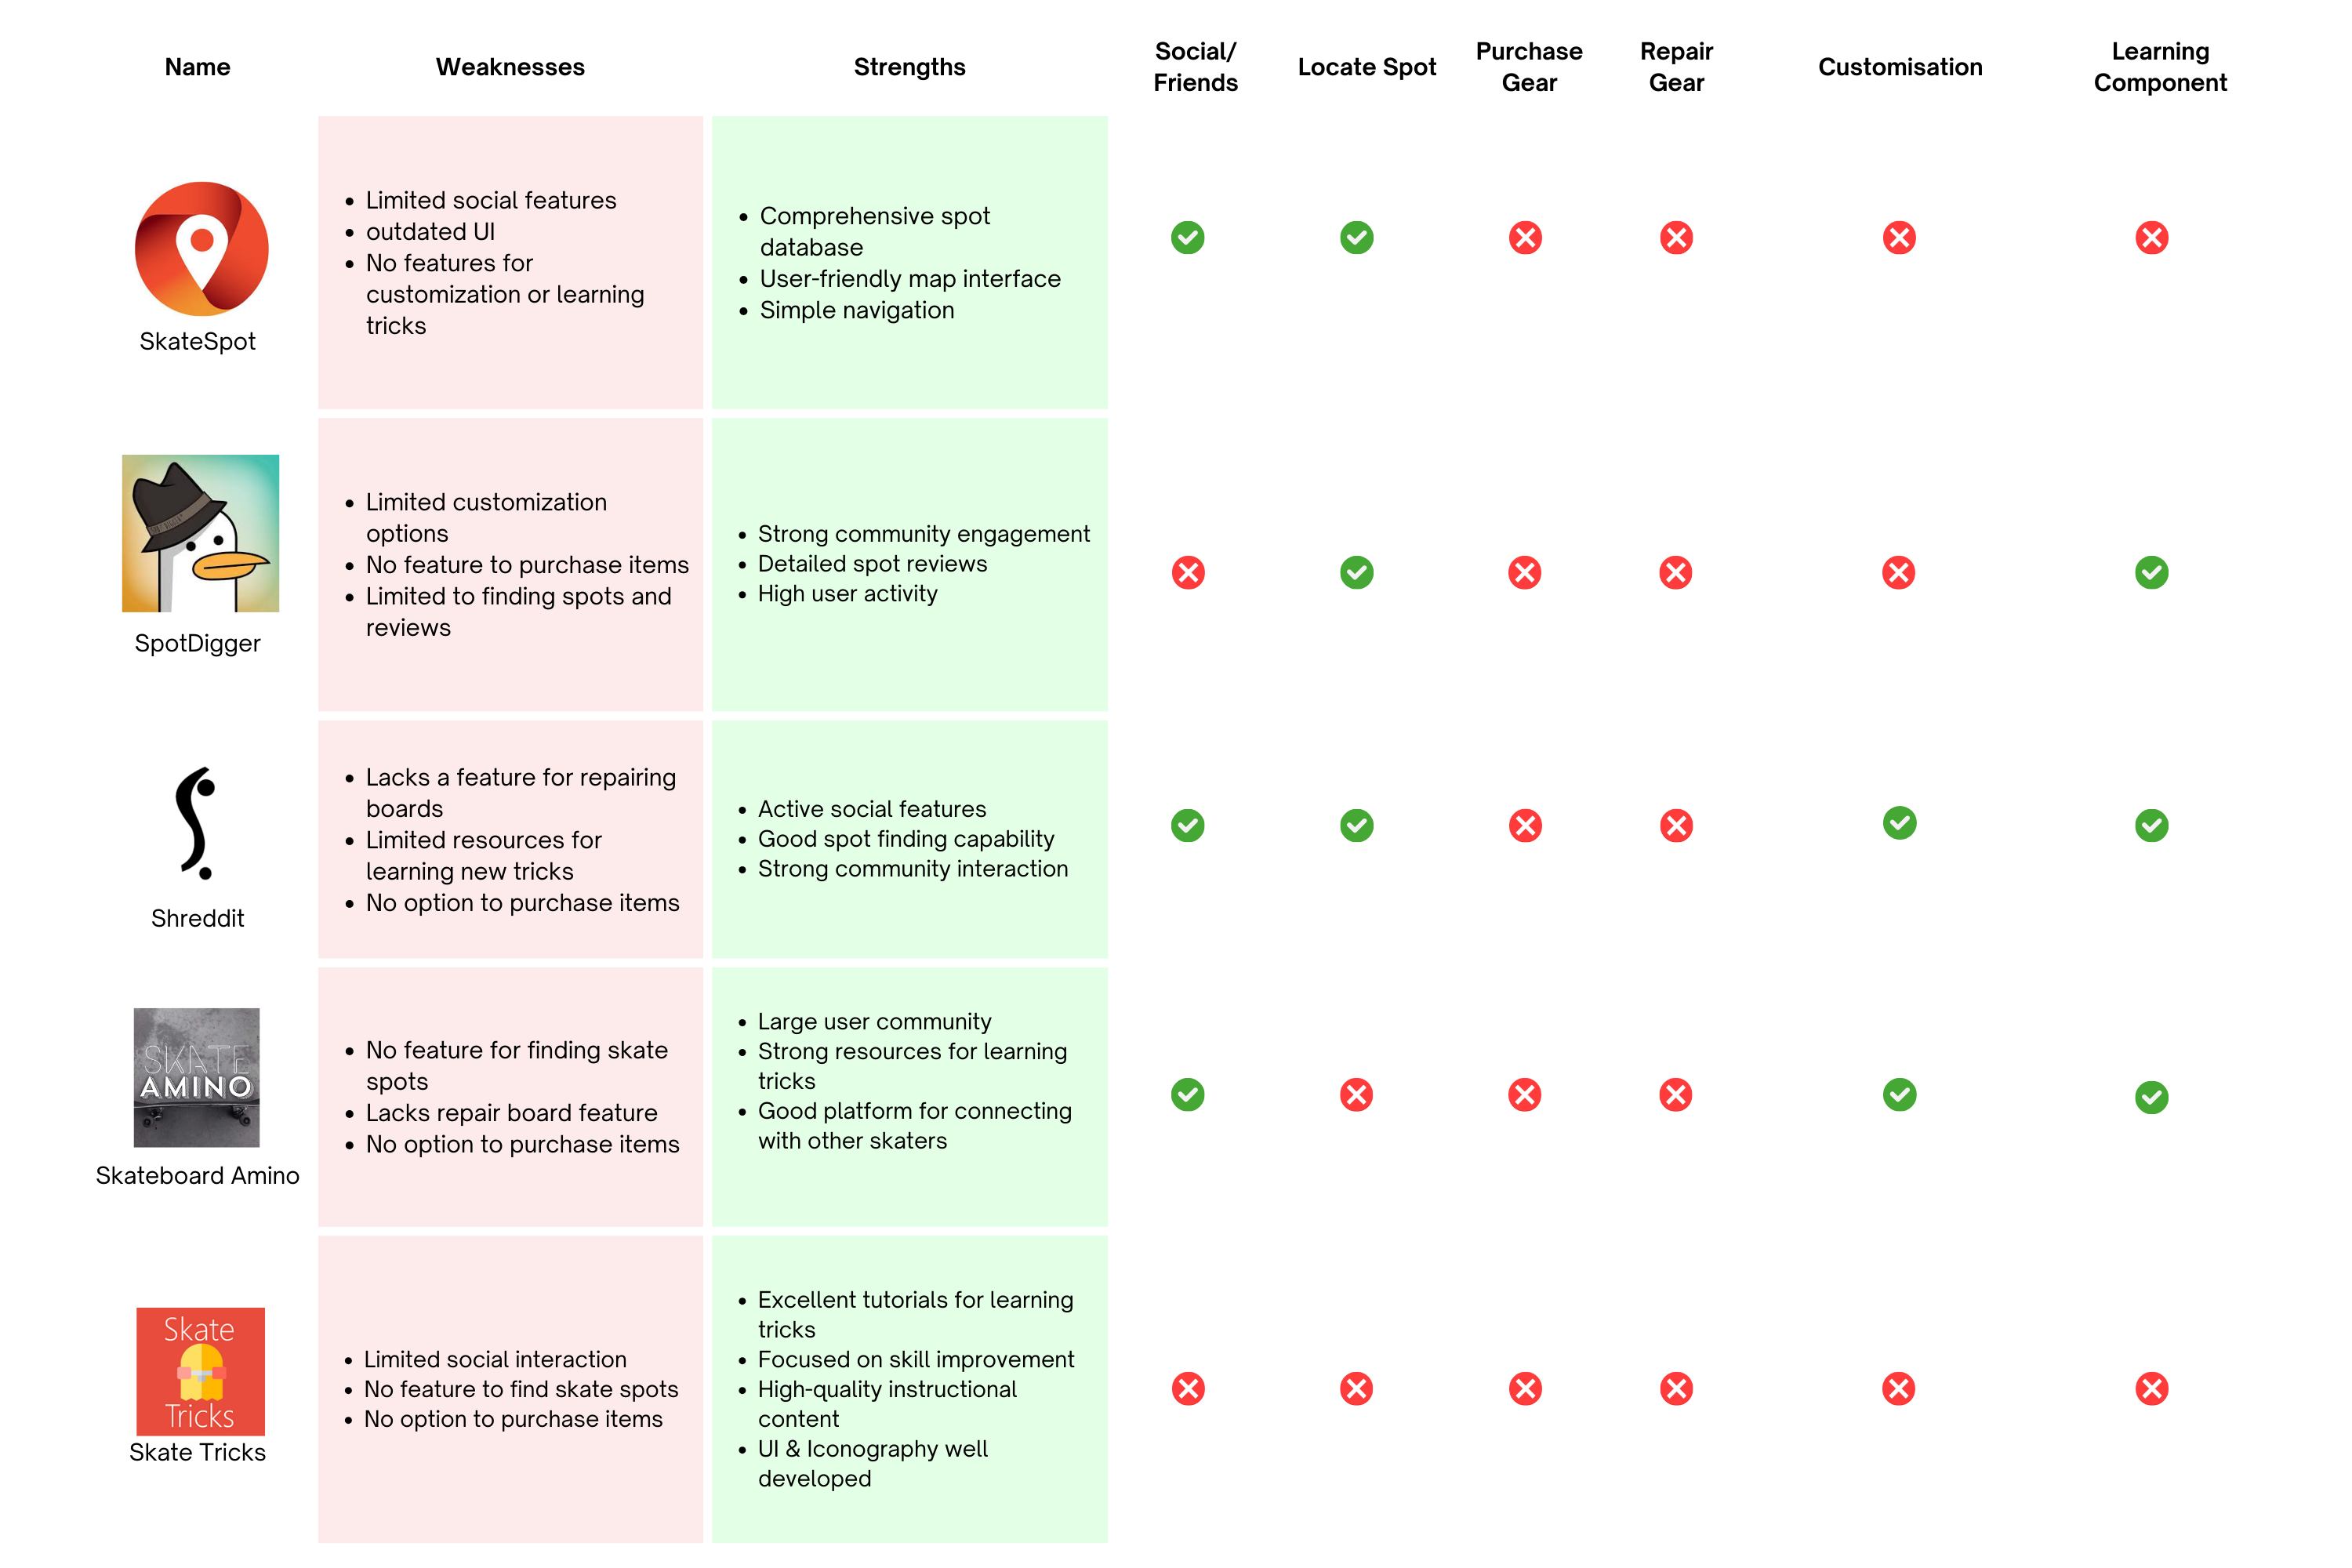 Name
Weaknesses
Strengths
Social/
Friends
Locate Spot
Purchase
Gear
Repair
Gear
Customisation
Learning
Component
SkateSpot
• Limited social features
• outdated UI
• No features for
customization or learning
tricks
• Comprehensive spot
database
• User-friendly map interface
• Simple navigation
SpotDigger
• Limited customization
options
• No feature to purchase items
• Limited to finding spots and
reviews
• Strong community engagement
• Detailed spot reviews
• High user activity
Shreddit
• Lacks a feature for repairing
boards
• Limited resources for
learning new tricks
• No option to purchase items
• Active social features
• Good spot finding capability
• Strong community interaction
SKATE
AMINO
Skateboard Amino
• No feature for finding skate
spots
• Lacks repair board feature
• No option to purchase items
• Large user community
• Strong resources for learning
tricks
• Good platform for connecting
with other skaters
Skate
Tricks
Skate Tricks
• Limited social interaction
• No feature to find skate spots
• No option to purchase items
• Excellent tutorials for learning
tricks
• Focused on skill improvement
• High-quality instructional
content
• UI & Iconography well
developed